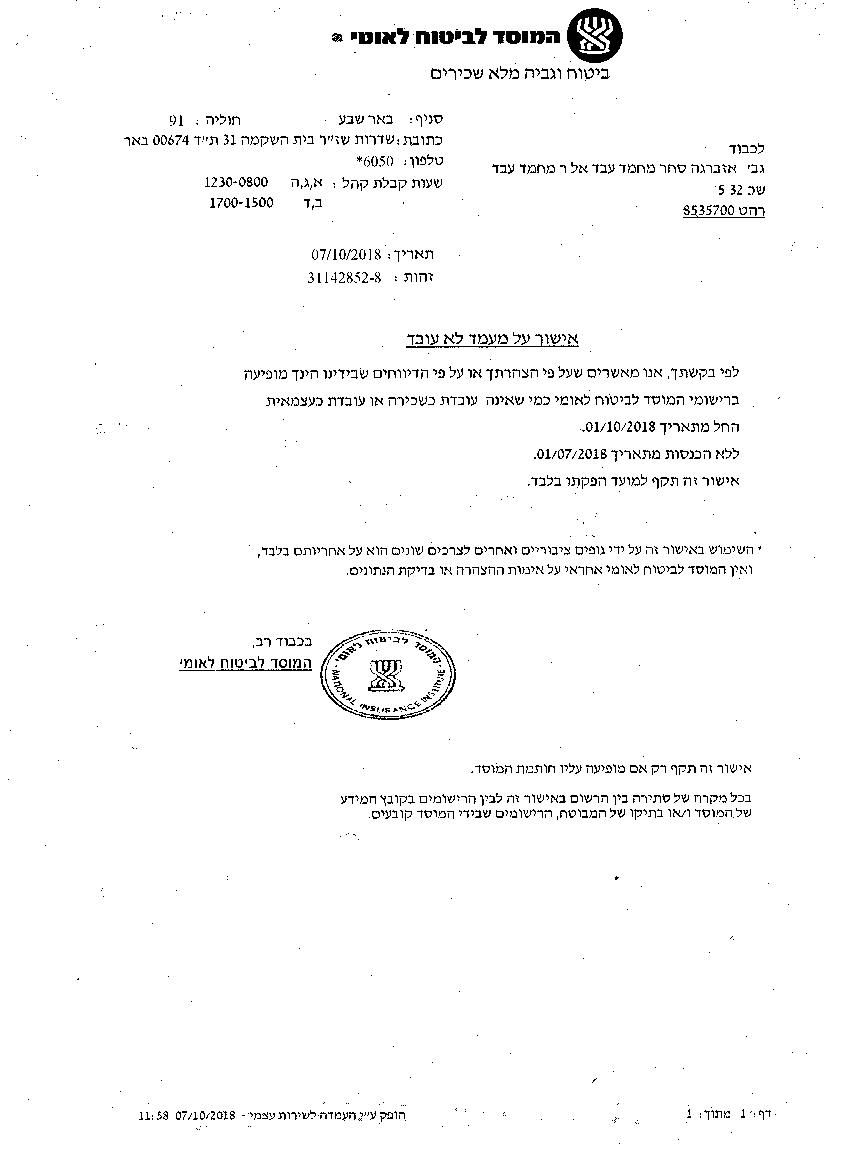 המוסד לביטוח לאומי
ביטוח וגביה מלא שכירים
סניף: באר שבע תוליה : 91
כתובת: שדרות שז"ר בית השקמה 31 ת"ד 00674 באר
טלפון: 6050*
שעות קבלת קהל : א,ג,ה 1230-0800
ב,ד 1700-1500
לכבוד
גבי אזברגה סחר מחמד עבד אל ר מחמד עבד
שכ 32 5
רהט 8535700
תאריך: 07/10/2018
זהות : 31142852-8
אישור על מעמד לא עובד
לפי בקשתך, אנו מאשרים שעל פי הצהרתך או על פי הדיווחים שבידינו הינך מופיעה
ברישומי המוסד לביטוח לאומי כמי שאינה עובדת כשכירה או עובדת כעצמאית
החל מתאריך 01/10/2018.
ללא הכנסות מתאריך 01/07/2018.
אישור זה תקף למועד הפקתו בלבד.
* השימוש באישור זה על ידי גופים ציבוריים ואחרים לצרכים שונים הוא על אחריותם בלבד,
ואין המוסד לביטוח לאומי אחראי על אימות ההצהרה או בדיקת הנתונים.
בכבוד רב,
המוסד לביטוח לאומי
המוסד לביטוח לאומי
NATIONAL INSURANCE INSTITUTE
אישור זה תקף רק אם מופיעה עליו חותמת המוסד.
בכל מקרה של סתירה בין הרשום באישור זה לבין הרישומים בקובץ המידע
של המוסד ו/או בתיקו של המבוטח, הרישומים שבידי המוסד קובעים.
דף: 1 מתוך: 1
הופק ע"י העמדה לשירות עצמי - 07/10/2018 11:58